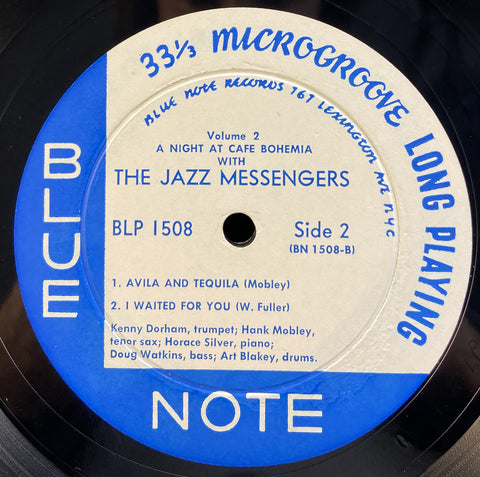 33⅓ MICROGROOVE LONG PLAYING
BLUE NOTE RECORDS 767 LEXINGTON AVE NYC
Volume 2
A NIGHT AT CAFE BOHEMIA
WITH
THE JAZZ MESSENGERS
BLP 1508
Side 2
(BN 1508-B)
1. AVILA AND TEQUILA (Mobley)
2. I WAITED FOR YOU (W. Fuller)
Kenny Dorham, trumpet; Hank Mobley,
tenor sax; Horace Silver, piano;
Doug Watkins, bass; Art Blakey, drums.
BLUE
NOTE